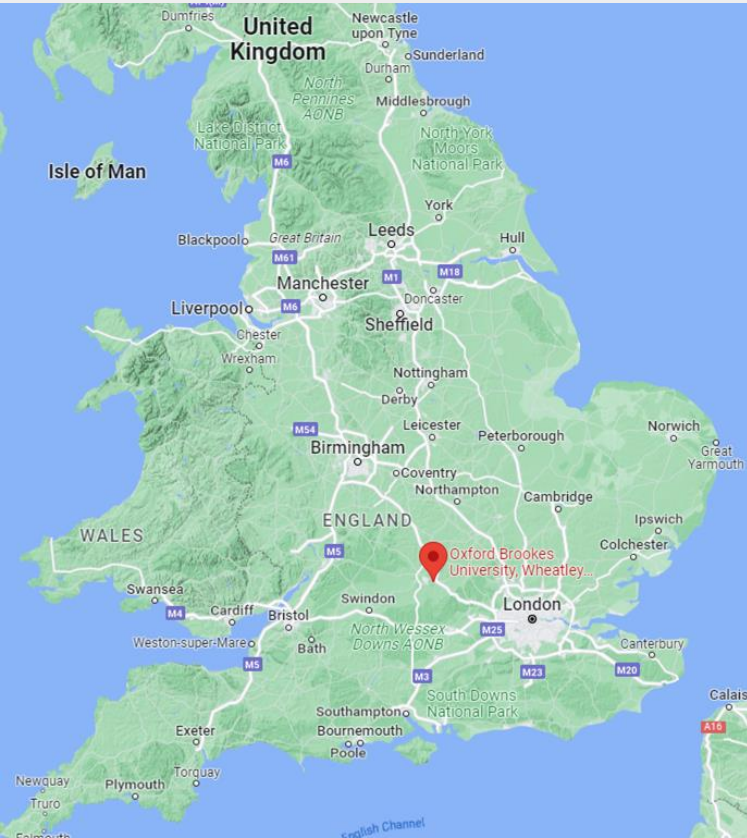 Dumfries
United
Kingdom
Newcastle
upon Tyne
Sunderland
Durham
North
Pennines
AONB
Middlesbrough
Lake District
National Park
North York
Moors
National Park
M6
Isle of Man
York
Leeds
Blackpool
Great Britain
Hull
M61
M1
M18
Manchester
Doncaster
Liverpool
M6
Sheffield
Chester
Wrexham
Nottingham
Derby
M54
Leicester
Peterborough
Norwich
Great
Yarmouth
Birmingham
Coventry
Northampton
Cambridge
WALES
ENGLAND
Ipswich
Colchester
M5
Oxford Brookes
University, Wheatley...
Swansea
Swindon
London
M4
Cardiff
Bristol
M25
North Wessex
Downs AONB
Weston-super-Mare
Bath
Canterbury
M5
M3
M23
M20
South Downs
National Park
Calais
Southampton
A16
Exeter
Bournemouth
Poole
Torquay
Newquay
Plymouth
Truro
Falmouth
English Channel